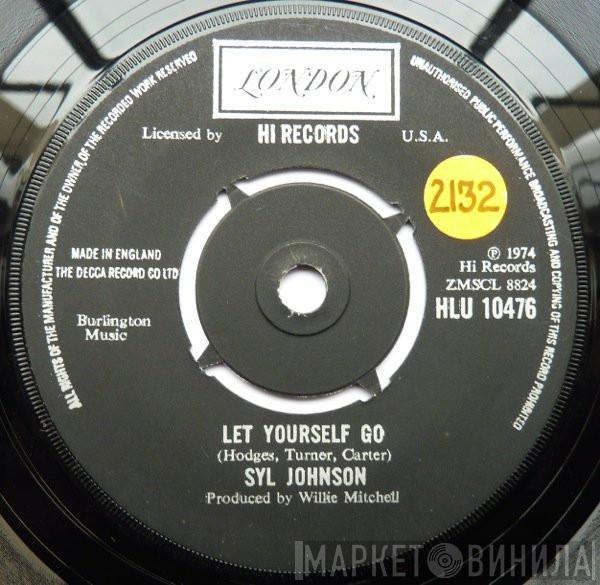 LONDON
Licensed by HI RECORDS U.S.A.
2132
MADE IN ENGLAND
THE DECCA RECORD CO LTD
Burlington
Music
℗ 1974
Hi Records
ZMSCL 8824
HLU 10476
LET YOURSELF GO
(Hodges, Turner, Carter)
SYL JOHNSON
Produced by Willie Mitchell
ALL RIGHTS OF THE MANUFACTURER AND OF THE OWNER OF THE RECORDED WORK RESERVED
UNAUTHORISED PUBLIC PERFORMANCE BROADCASTING AND COPYING OF THIS RECORD PROHIBITED
МАРКЕТ ВИНИЛА